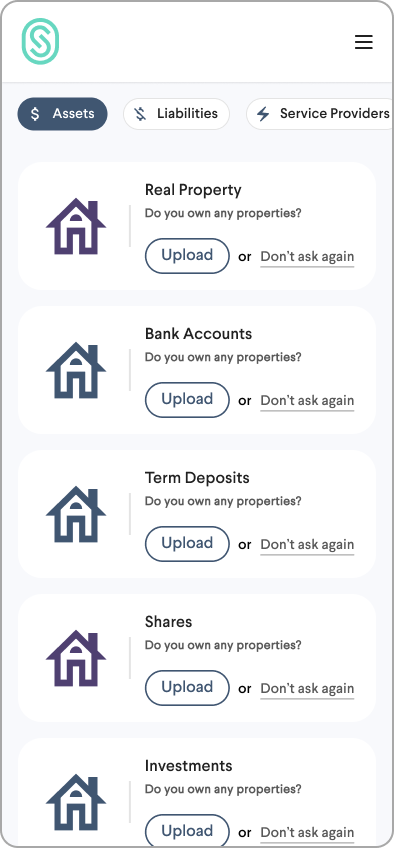 Assets
Liabilities
Service Providers
Real Property
Do you own any properties?
Upload or Don't ask again
Bank Accounts
Do you own any properties?
Upload or Don't ask again
Term Deposits
Do you own any properties?
Upload or Don't ask again
Shares
Do you own any properties?
Upload or Don't ask again
Investments
Do you own any properties?
Upload or Don't ask again